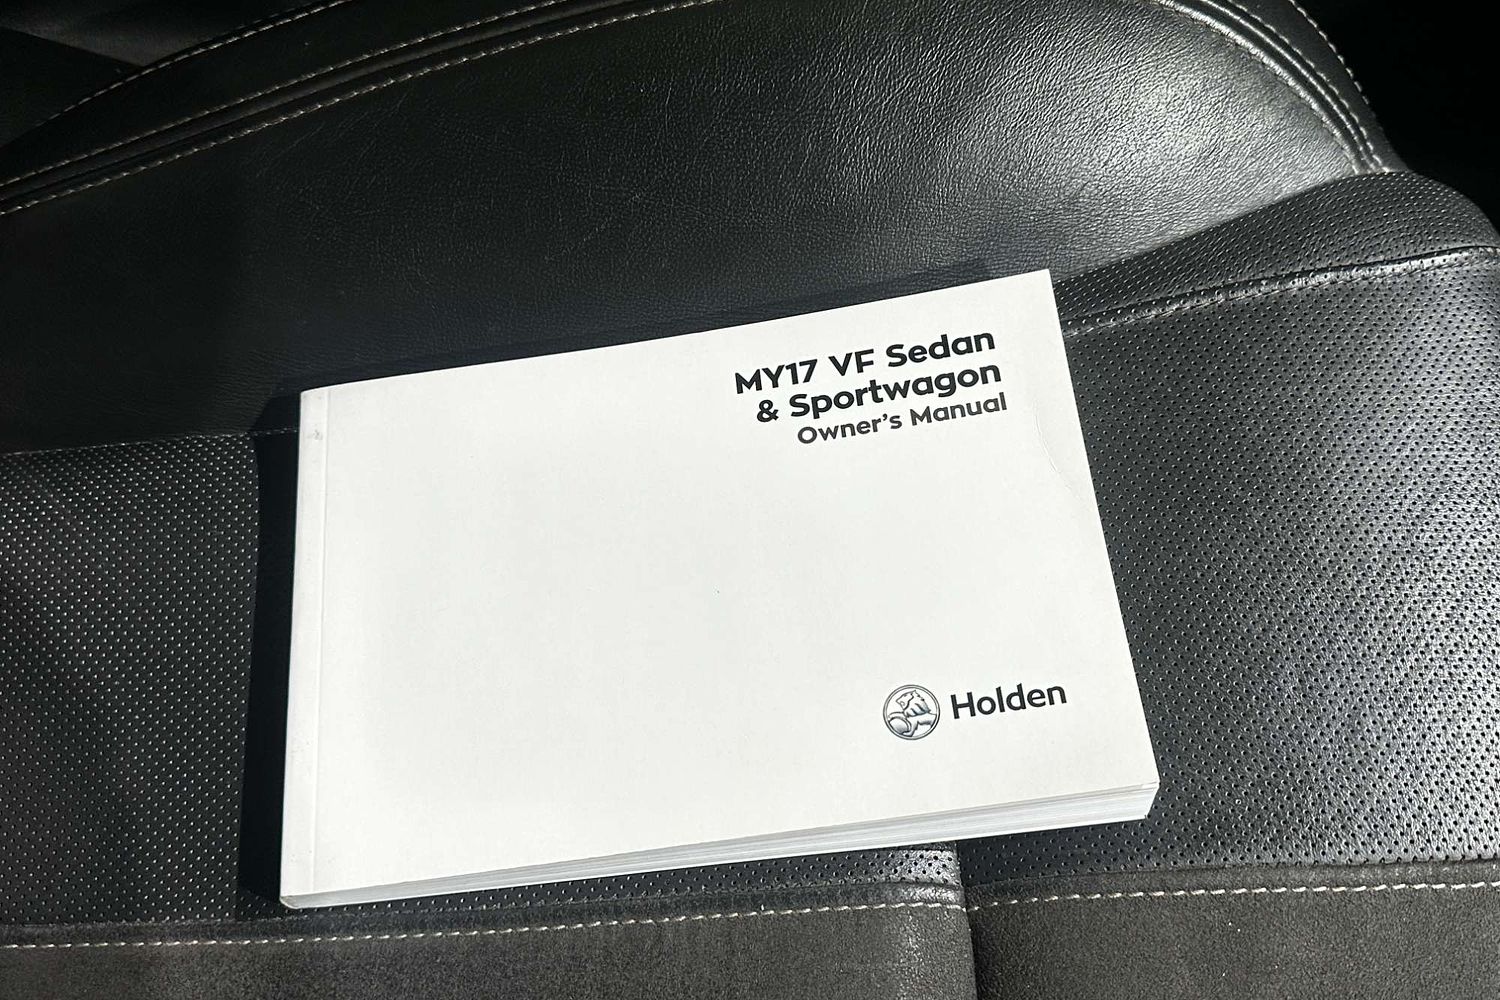 MY17 VF Sedan
& Sportwagon
Owner's Manual
Holden